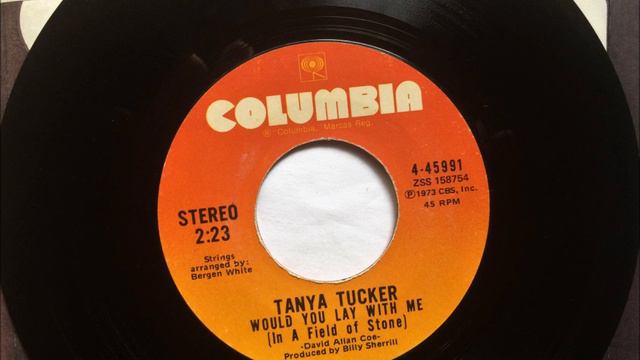 COLUMBIA
® Columbia, Marcas Reg.
4-45991
ZSS 158754
Ⓟ1973 CBS, Inc.
45 RPM
STEREO
2:23
Strings
arranged by:
Bergen White
TANYA TUCKER
WOULD YOU LAY WITH ME
(In A Field of Stone)
-David Allan Coe-
Produced by Billy Sherrill